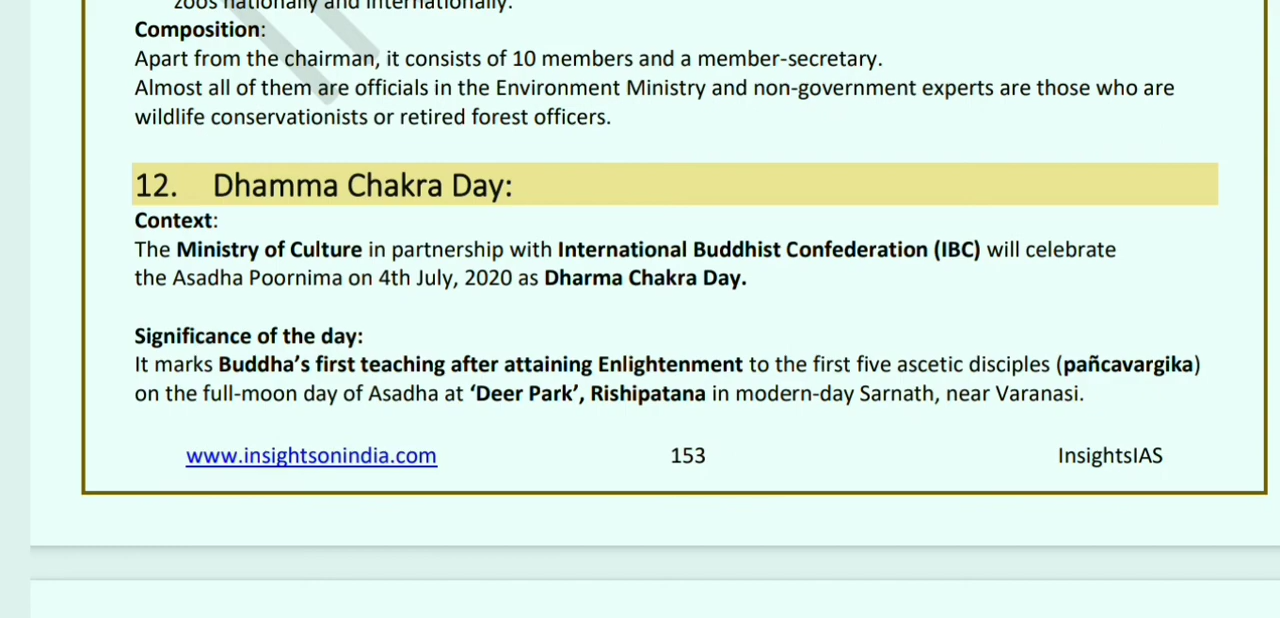 zoos nationally and internationally.
Composition:
Apart from the chairman, it consists of 10 members and a member-secretary.
Almost all of them are officials in the Environment Ministry and non-government experts are those who are
wildlife conservationists or retired forest officers.
12. Dhamma Chakra Day:
Context:
The Ministry of Culture in partnership with International Buddhist Confederation (IBC) will celebrate
the Asadha Poornima on 4th July, 2020 as Dharma Chakra Day.
Significance of the day:
It marks Buddha’s first teaching after attaining Enlightenment to the first five ascetic disciples (pañcavargika)
on the full-moon day of Asadha at ‘Deer Park’, Rishipatana in modern-day Sarnath, near Varanasi.
www.insightsonindia.com 153 InsightsIAS